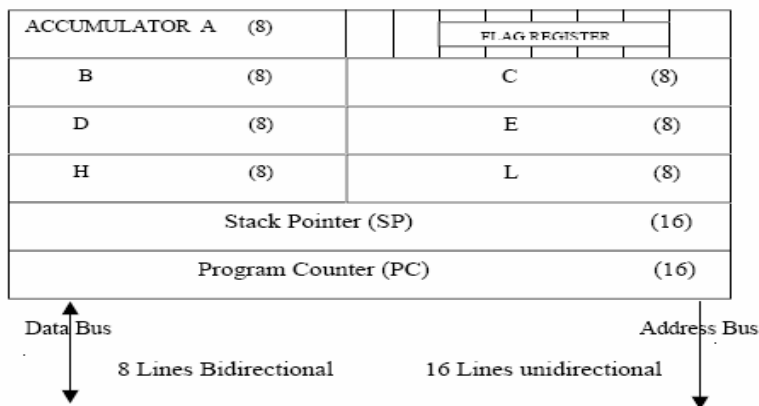 ACCUMULATOR A (8) FLAG REGISTER
B (8) C (8)
D (8) E (8)
H (8) L (8)
Stack Pointer (SP) (16)
Program Counter (PC) (16)
Data Bus Address Bus
8 Lines Bidirectional 16 Lines unidirectional